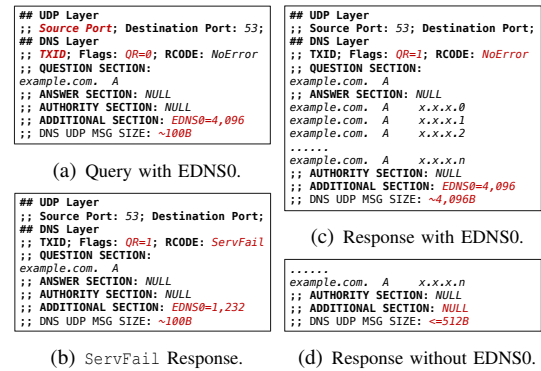 ## UDP Layer
;; Source Port; Destination Port: 53;
## DNS Layer
;; TXID; Flags: QR=0; RCODE: NoError
;; QUESTION SECTION:
example.com. A
;; ANSWER SECTION: NULL
;; AUTHORITY SECTION: NULL
;; ADDITIONAL SECTION: EDNS0=4,096
;; DNS UDP MSG SIZE: ~100B
(a) Query with EDNS0.
## UDP Layer
;; Source Port: 53; Destination Port;
## DNS Layer
;; TXID; Flags: QR=1; RCODE: ServFail
;; QUESTION SECTION:
example.com. A
;; ANSWER SECTION: NULL
;; AUTHORITY SECTION: NULL
;; ADDITIONAL SECTION: EDNS0=1,232
;; DNS UDP MSG SIZE: ~100B
(b) ServFail Response.
## UDP Layer
;; Source Port: 53; Destination Port;
## DNS Layer
;; TXID; Flags: QR=1; RCODE: NoError
;; QUESTION SECTION:
example.com. A
;; ANSWER SECTION:
example.com. A x.x.x.0
example.com. A x.x.x.1
example.com. A x.x.x.2
......
example.com. A x.x.x.n
;; AUTHORITY SECTION: NULL
;; ADDITIONAL SECTION: EDNS0=4,096
;; DNS UDP MSG SIZE: ~4,096B
(c) Response with EDNS0.
......
example.com. A x.x.x.n
;; AUTHORITY SECTION: NULL
;; ADDITIONAL SECTION: NULL
;; DNS UDP MSG SIZE: <=512B
(d) Response without EDNS0.